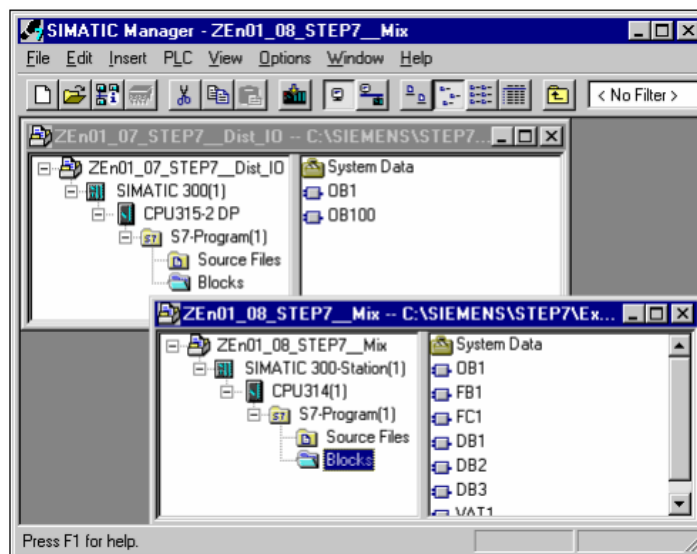 SIMATIC Manager - ZEn01_08_STEP7__Mix
File Edit Insert PLC View Options Window Help
< No Filter >
ZEn01_07_STEP7__Dist_IO -- C:\SIEMENS\STEP7...
ZEn01_07_STEP7__Dist_IO
SIMATIC 300(1)
CPU315-2 DP
S7-Program(1)
Source Files
Blocks
System Data
OB1
OB100
ZEn01_08_STEP7__Mix -- C:\SIEMENS\STEP7\Ex...
ZEn01_08_STEP7__Mix
SIMATIC 300-Station(1)
CPU314(1)
S7-Program(1)
Source Files
Blocks
System Data
OB1
FB1
FC1
DB1
DB2
DB3
VAT1
Press F1 for help.